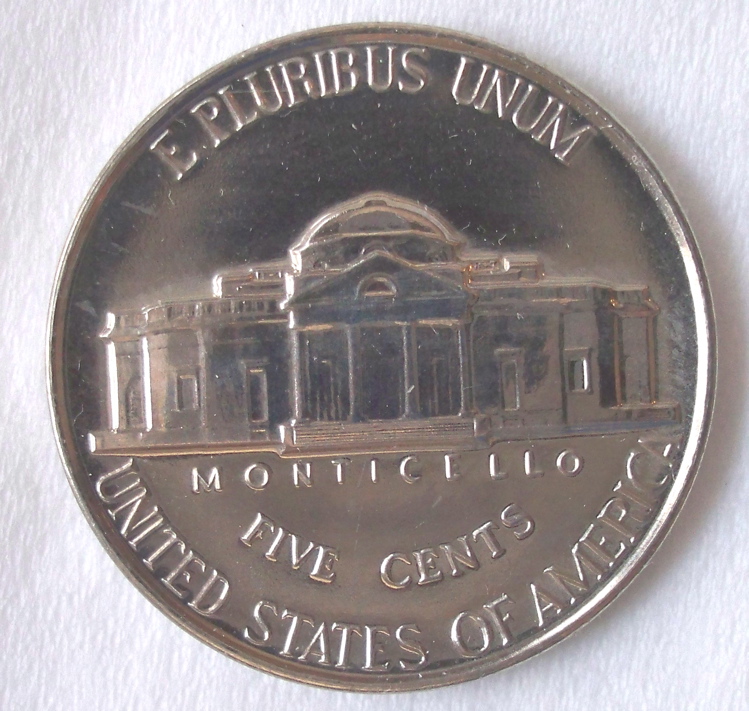 E PLURIBUS UNUM
MONTICELLO
FIVE CENTS
UNITED STATES OF AMERICA